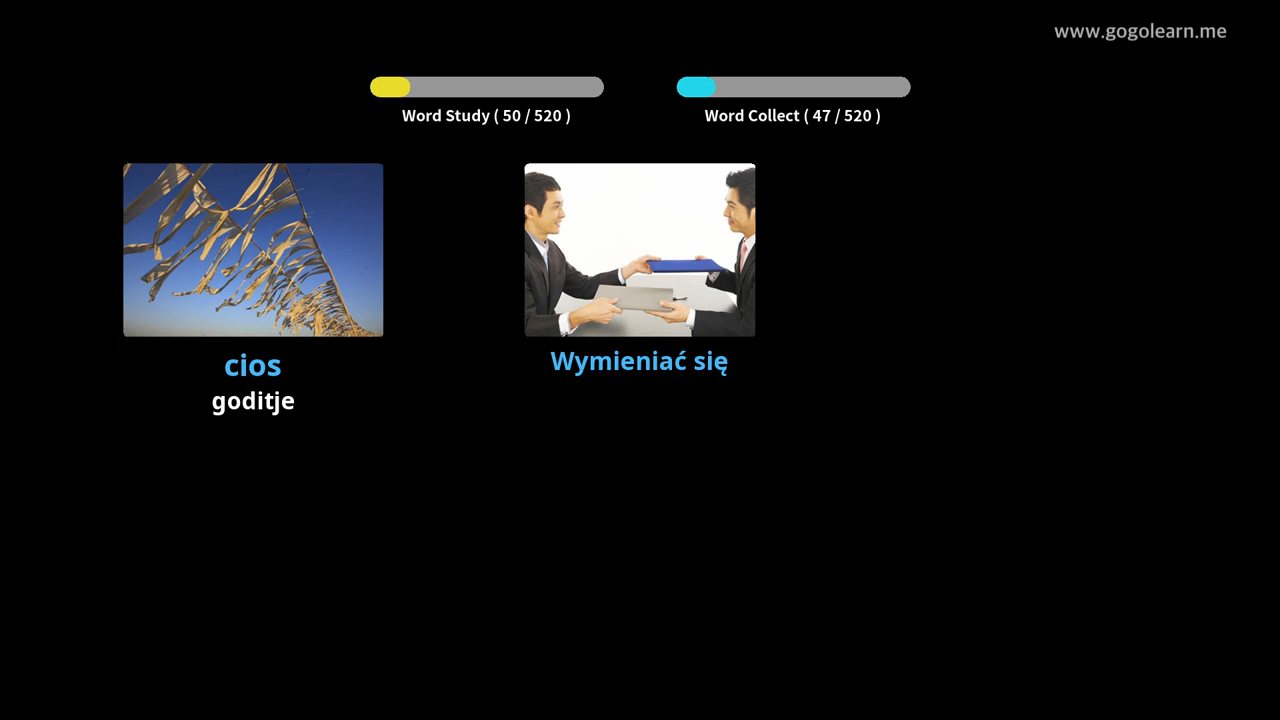 www.gogolearn.me
Word Study ( 50 / 520 )
Word Collect ( 47 / 520 )
cios
goditje
Wymieniać się